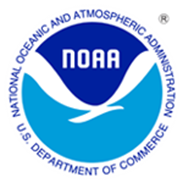 NATIONAL OCEANIC AND ATMOSPHERIC ADMINISTRATION
®
NOAA
U.S. DEPARTMENT OF COMMERCE